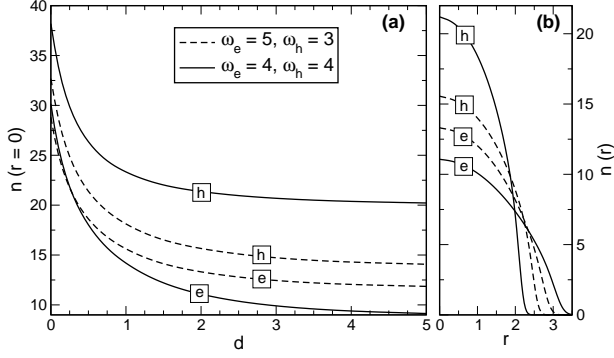 (a)
ω_e = 5, ω_h = 3
ω_e = 4, ω_h = 4
n (r = 0)
40
35
30
25
20
15
10
h
h
e
e
0
1
2
3
4
5
d
(b)
h
h
e
e
20
15
10
5
0
n (r)
0
1
2
3
r